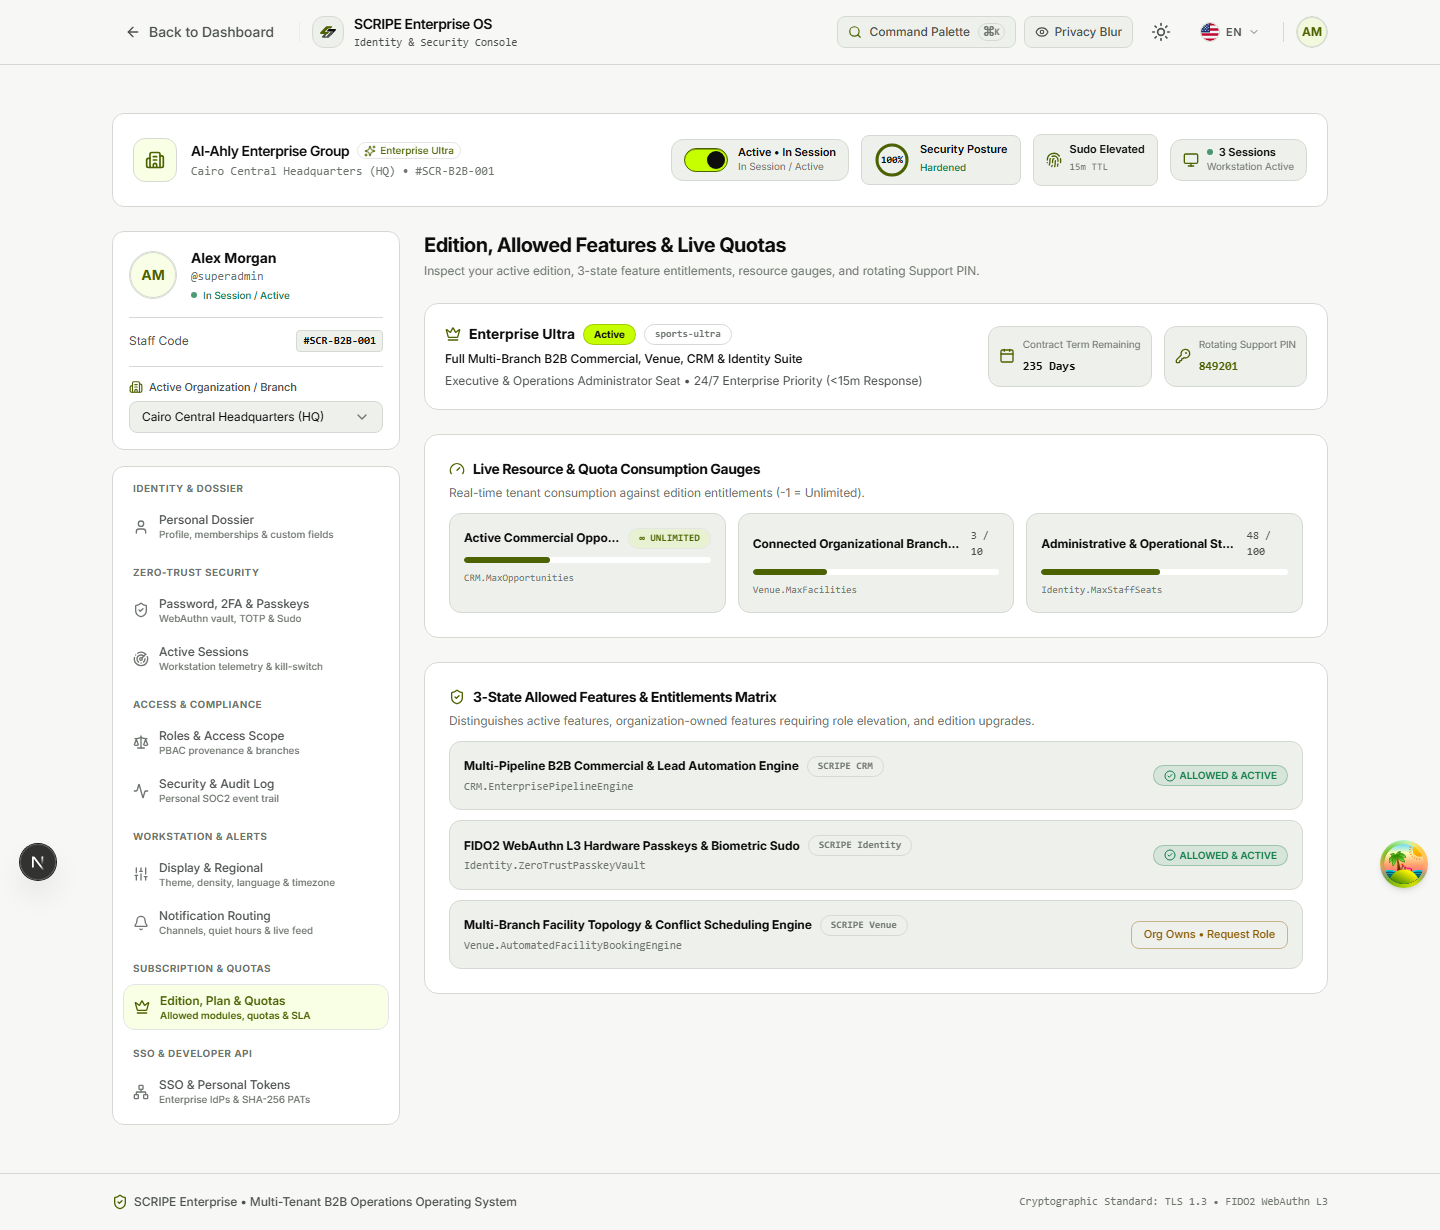 Back to Dashboard
SCRIPE Enterprise OS
Identity & Security Console
Command Palette ⌘K
Privacy Blur
EN
AM
Al-Ahly Enterprise Group
Enterprise Ultra
Cairo Central Headquarters (HQ) • #SCR-B2B-001
Active • In Session
In Session / Active
100%
Security Posture
Hardened
Sudo Elevated
15m TTL
3 Sessions
Workstation Active
AM
Alex Morgan
@superadmin
In Session / Active
Staff Code
#SCR-B2B-001
Active Organization / Branch
Cairo Central Headquarters (HQ)
IDENTITY & DOSSIER
Personal Dossier
Profile, memberships & custom fields
ZERO-TRUST SECURITY
Password, 2FA & Passkeys
WebAuthn vault, TOTP & Sudo
Active Sessions
Workstation telemetry & kill-switch
ACCESS & COMPLIANCE
Roles & Access Scope
PBAC provenance & branches
Security & Audit Log
Personal SOC2 event trail
WORKSTATION & ALERTS
Display & Regional
Theme, density, language & timezone
Notification Routing
Channels, quiet hours & live feed
SUBSCRIPTION & QUOTAS
Edition, Plan & Quotas
Allowed modules, quotas & SLA
SSO & DEVELOPER API
SSO & Personal Tokens
Enterprise IdPs & SHA-256 PATs
Edition, Allowed Features & Live Quotas
Inspect your active edition, 3-state feature entitlements, resource gauges, and rotating Support PIN.
Enterprise Ultra
Active
sports-ultra
Full Multi-Branch B2B Commercial, Venue, CRM & Identity Suite
Executive & Operations Administrator Seat • 24/7 Enterprise Priority (<15m Response)
Contract Term Remaining
235 Days
Rotating Support PIN
849201
Live Resource & Quota Consumption Gauges
Real-time tenant consumption against edition entitlements (-1 = Unlimited).
Active Commercial Oppo...
∞ UNLIMITED
CRM.MaxOpportunities
Connected Organizational Branch...
3 /
10
Venue.MaxFacilities
Administrative & Operational St...
48 /
100
Identity.MaxStaffSeats
3-State Allowed Features & Entitlements Matrix
Distinguishes active features, organization-owned features requiring role elevation, and edition upgrades.
Multi-Pipeline B2B Commercial & Lead Automation Engine
SCRIPE CRM
CRM.EnterprisePipelineEngine
ALLOWED & ACTIVE
FIDO2 WebAuthn L3 Hardware Passkeys & Biometric Sudo
SCRIPE Identity
Identity.ZeroTrustPasskeyVault
ALLOWED & ACTIVE
Multi-Branch Facility Topology & Conflict Scheduling Engine
SCRIPE Venue
Venue.AutomatedFacilityBookingEngine
Org Owns • Request Role
N
SCRIPE Enterprise • Multi-Tenant B2B Operations Operating System
Cryptographic Standard: TLS 1.3 • FIDO2 WebAuthn L3